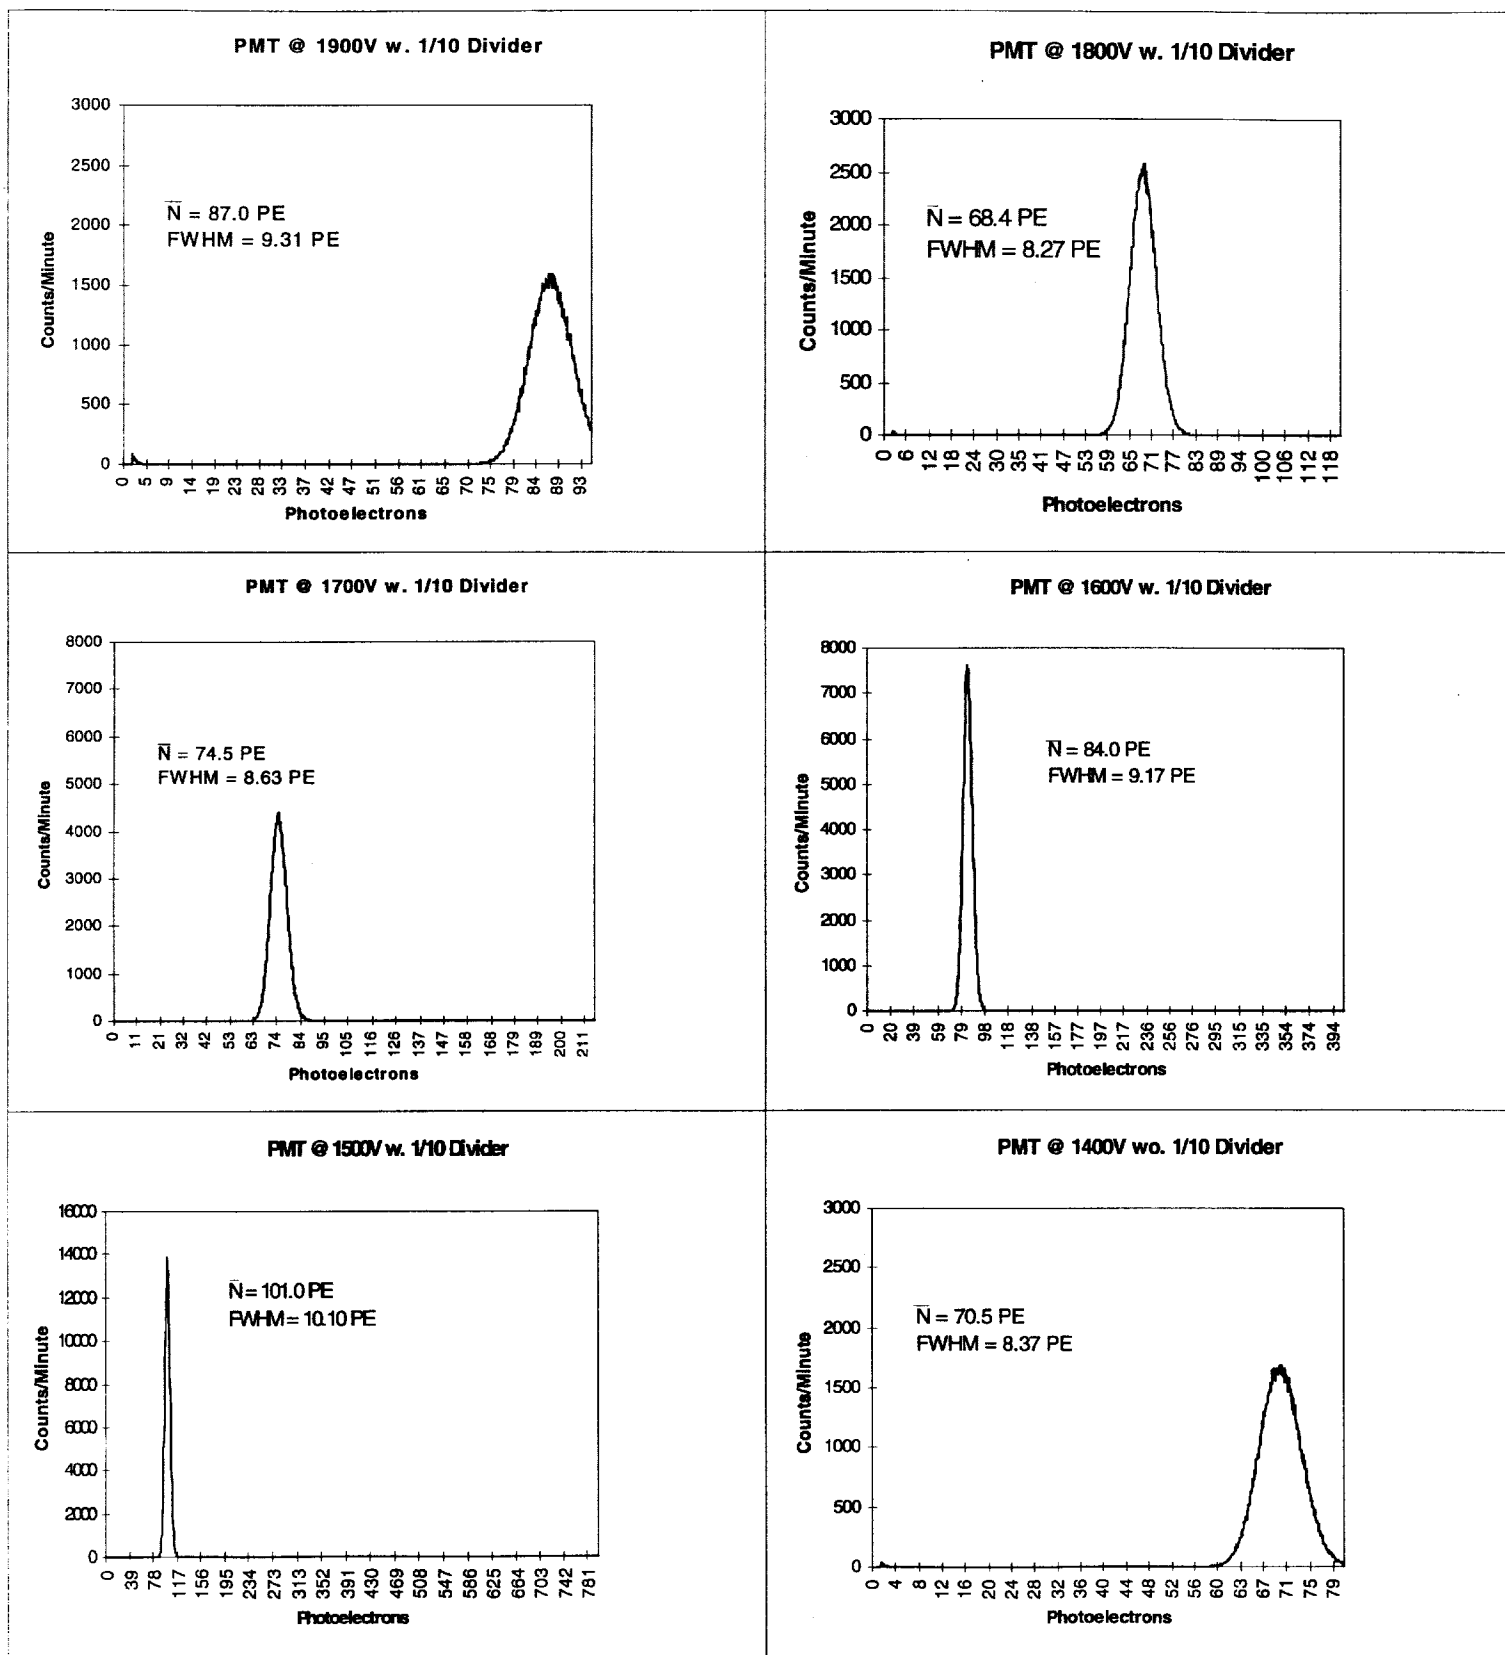 PMT @ 1900V w. 1/10 Divider
3000
2500
2000
1500
1000
500
0
Counts/Minute
N̅ = 87.0 PE
FWHM = 9.31 PE
0 5 9 14 19 23 28 33 37 42 47 51 56 61 65 70 75 79 84 89 93
Photoelectrons
PMT @ 1800V w. 1/10 Divider
3000
2500
2000
1500
1000
500
0
Counts/Minute
N̅ = 68.4 PE
FWHM = 8.27 PE
0 6 12 18 24 30 35 41 47 53 59 65 71 77 83 89 94 100 106 112 118
Photoelectrons
PMT @ 1700V w. 1/10 Divider
8000
7000
6000
5000
4000
3000
2000
1000
0
Counts/Minute
N̅ = 74.5 PE
FWHM = 8.63 PE
0 11 21 32 42 53 63 74 84 95 105 116 126 137 147 158 168 179 189 200 211
Photoelectrons
PMT @ 1600V w. 1/10 Divider
8000
7000
6000
5000
4000
3000
2000
1000
0
Counts/Minute
N̅ = 84.0 PE
FWHM = 9.17 PE
0 20 39 59 79 98 118 138 157 177 197 217 236 256 276 295 315 335 354 374 394
Photoelectrons
PMT @ 1500V w. 1/10 Divider
16000
14000
12000
10000
8000
6000
4000
2000
0
Counts/Minute
N̅ = 101.0 PE
FWHM = 10.10 PE
0 39 78 117 156 195 234 273 313 352 391 430 469 508 547 586 625 664 703 742 781
Photoelectrons
PMT @ 1400V wo. 1/10 Divider
3000
2500
2000
1500
1000
500
0
Counts/Minute
N̅ = 70.5 PE
FWHM = 8.37 PE
0 4 8 12 16 20 24 28 32 36 40 44 48 52 56 60 63 67 71 75 79
Photoelectrons